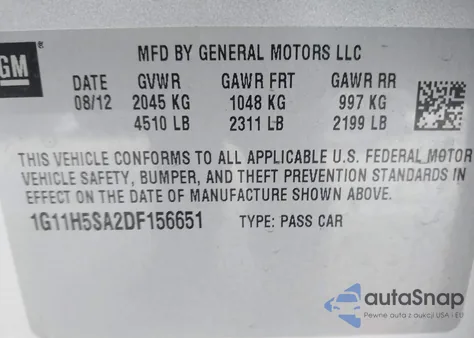 GM
MFD BY GENERAL MOTORS LLC
DATE GVWR GAWR FRT GAWR RR
08/12 2045 KG 1048 KG 997 KG
4510 LB 2311 LB 2199 LB
THIS VEHICLE CONFORMS TO ALL APPLICABLE U.S. FEDERAL MOTOR
VEHICLE SAFETY, BUMPER, AND THEFT PREVENTION STANDARDS IN
EFFECT ON THE DATE OF MANUFACTURE SHOWN ABOVE.
1G11H5SA2DF156651 TYPE: PASS CAR
autaSnap
Pewne auta z USA i EU